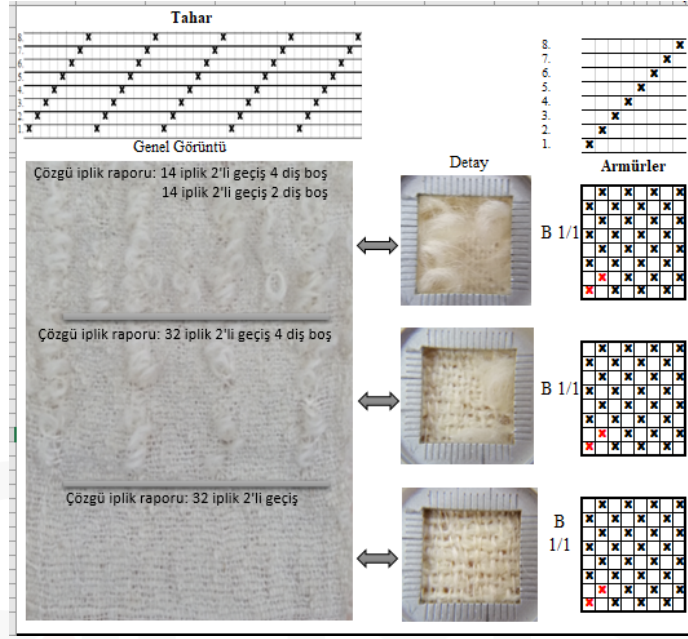 Tahar
8.
7.
6.
5.
4.
3.
2.
1.
8.
7.
6.
5.
4.
3.
2.
1.
Genel Görüntü
Detay
Armürler
Çözgü iplik raporu: 14 iplik 2'li geçiş 4 diş boş
14 iplik 2'li geçiş 2 diş boş
B 1/1
Çözgü iplik raporu: 32 iplik 2'li geçiş 4 diş boş
B 1/1
Çözgü iplik raporu: 32 iplik 2'li geçiş
B
1/1